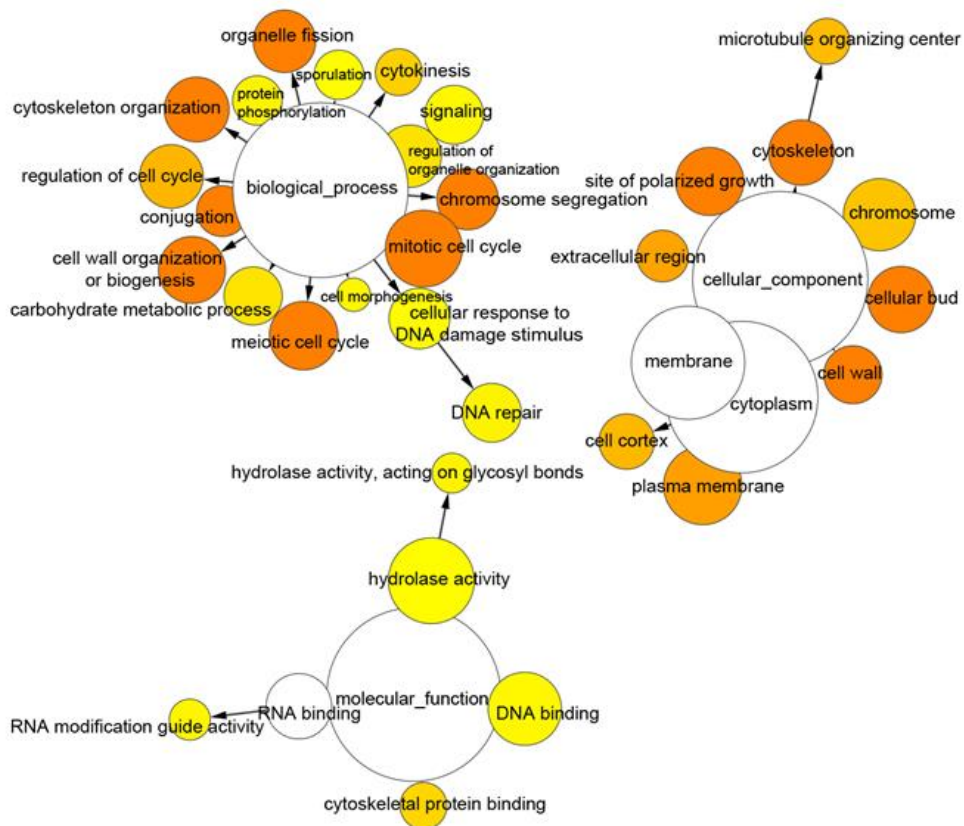 organelle fission
sporulation
cytokinesis
cytoskeleton organization
protein
phosphorylation
signaling
regulation of
organelle organization
regulation of cell cycle
biological_process
conjugation
chromosome segregation
cell wall organization
or biogenesis
mitotic cell cycle
carbohydrate metabolic process
cell morphogenesis
meiotic cell cycle
cellular response to
DNA damage stimulus
DNA repair
microtubule organizing center
cytoskeleton
site of polarized growth
chromosome
extracellular region
cellular_component
cellular bud
membrane
cell wall
cytoplasm
cell cortex
plasma membrane
hydrolase activity, acting on glycosyl bonds
hydrolase activity
molecular_function
RNA binding
DNA binding
RNA modification guide activity
cytoskeletal protein binding